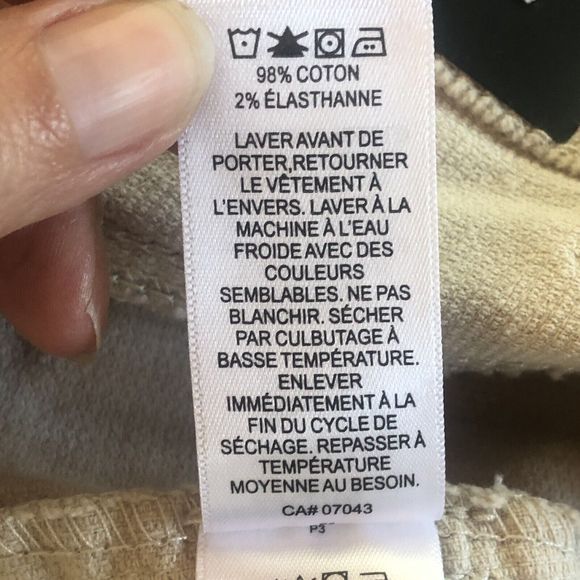 98% COTON
2% ÉLASTHANNE
LAVER AVANT DE
PORTER,RETOURNER
LE VÊTEMENT À
L'ENVERS. LAVER À LA
MACHINE À L'EAU
FROIDE AVEC DES
COULEURS
SEMBLABLES. NE PAS
BLANCHIR. SÉCHER
PAR CULBUTAGE À
BASSE TEMPÉRATURE.
ENLEVER
IMMÉDIATEMENT À LA
FIN DU CYCLE DE
SÉCHAGE. REPASSER À
TEMPÉRATURE
MOYENNE AU BESOIN.
CA# 07043
P3